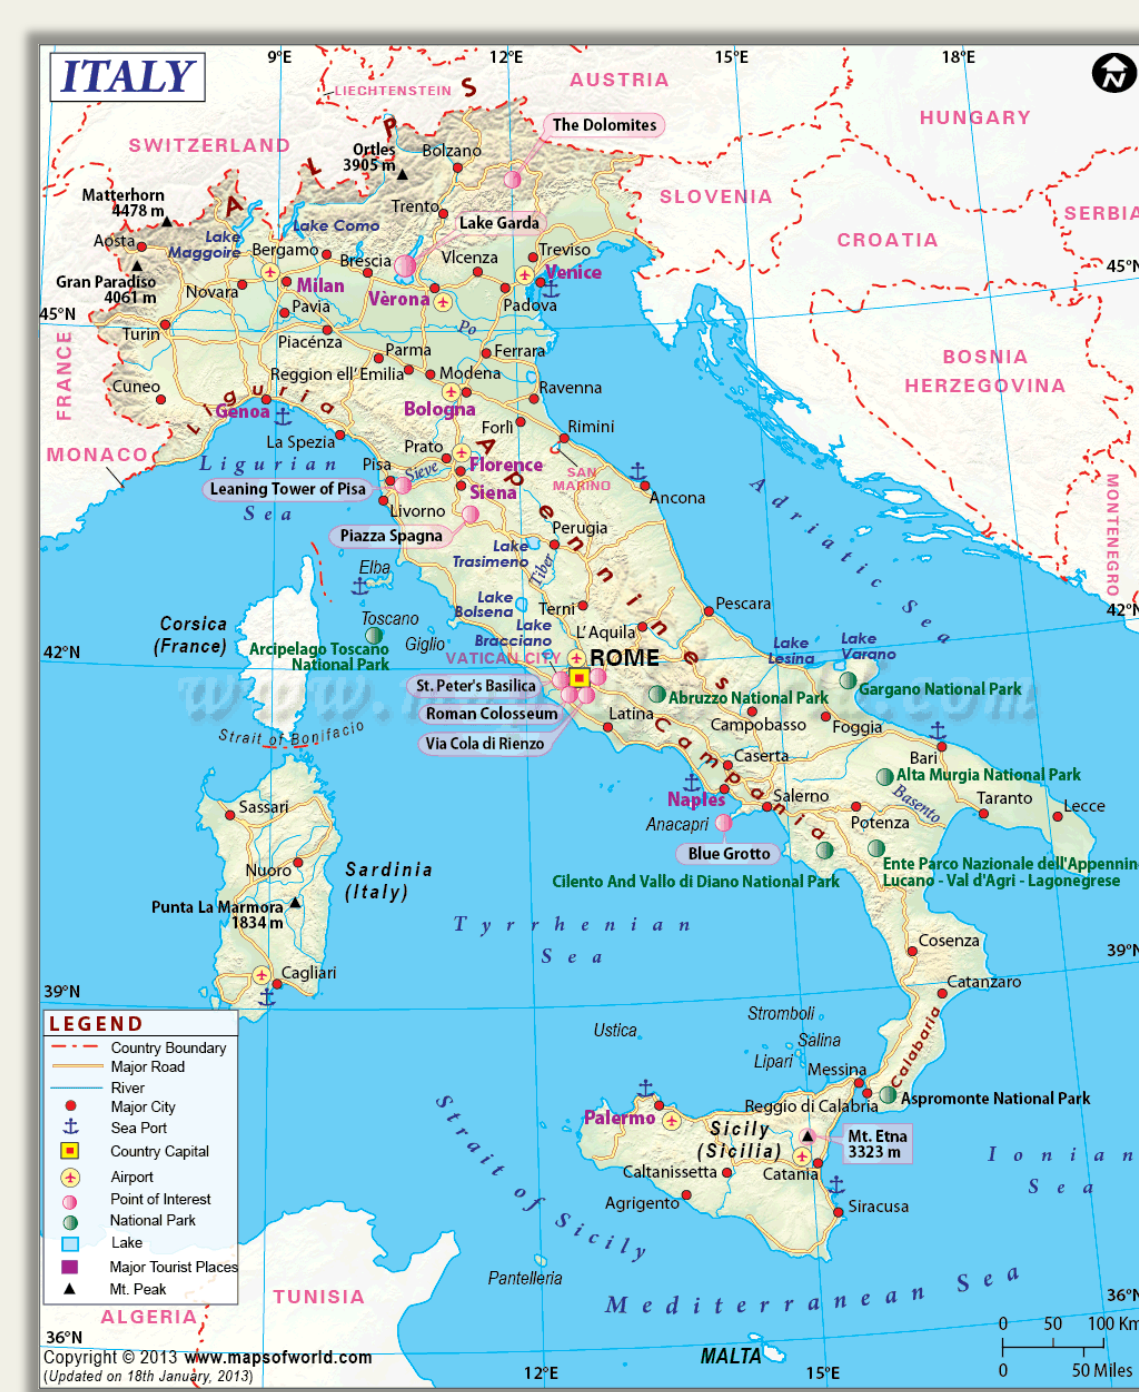 ITALY
9°E
12°E
15°E
18°E
N
LIECHTENSTEIN
AUSTRIA
HUNGARY
SWITZERLAND
SLOVENIA
CROATIA
SERBIA
BOSNIA
HERZEGOVINA
MONTENEGRO
FRANCE
MONACO
ALPS
The Dolomites
Ortles
3905 m
Bolzano
Matterhorn
4478 m
Trento
Lake Garda
Lake Como
Lake
Maggoire
Aosta
Bergamo
Brescia
VIcenza
Treviso
Venice
Gran Paradiso
4061 m
Novara
Milan
Vèrona
Padova
45°N
45°N
Pavia
Turin
Piacénza
Po
Parma
Ferrara
Reggion ell' Emilia
Modena
Cuneo
Liguria
Genoa
Bologna
Ravenna
Forlì
Rimini
La Spezia
Prato
Pisa
Sieve
Florence
SAN
MARINO
Ligurian
Sea
Leaning Tower of Pisa
Siena
Ancona
Livorno
Piazza Spagna
Perugia
Apennines
Adriatic Sea
Lake
Trasimeno
Tiber
Elba
Lake
Bolsena
Terni
Pescara
Corsica
(France)
Toscano
Giglio
Lake
Bracciano
L'Aquila
Arcipelago Toscano
National Park
42°N
42°N
VATICAN CITY
ROME
Lake
Lesina
Lake
Varano
St. Peter's Basilica
Roman Colosseum
Via Cola di Rienzo
Abruzzo National Park
Gargano National Park
Latina
Campobasso
Foggia
Strait of Bonifacio
Campania
Caserta
Bari
Alta Murgia National Park
Naples
Salerno
Basento
Taranto
Lecce
Anacapri
Potenza
Blue Grotto
Ente Parco Nazionale dell'Appennino
Lucano - Val d'Agri - Lagonegrese
Cilento And Vallo di Diano National Park
Sassari
Nuoro
Sardinia
(Italy)
Punta La Marmora
1834 m
Tyrrhenian
Sea
Cosenza
39°N
Cagliari
Catanzaro
39°N
Calabaria
Stromboli
Ustica
Salina
Lipari
Messina
Reggio di Calabria
Aspromonte National Park
Palermo
Sicily
(Sicilia)
Mt. Etna
3323 m
Caltanissetta
Catania
Agrigento
Siracusa
Ionian
Sea
Strait of Sicily
Pantelleria
Mediterranean Sea
LEGEND
Country Boundary
Major Road
River
Major City
Sea Port
Country Capital
Airport
Point of Interest
National Park
Lake
Major Tourist Places
Mt. Peak
TUNISIA
ALGERIA
36°N
36°N
MALTA
12°E
15°E
0 50 100 Km
0 50 Miles
Copyright © 2013 www.mapsofworld.com
(Updated on 18th January, 2013)